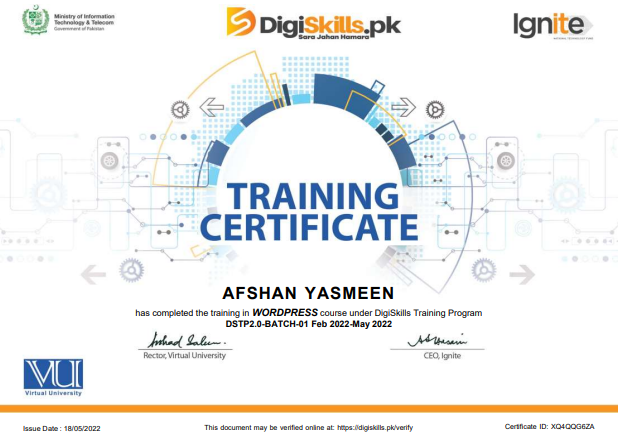 Ministry of Information
Technology & Telecom
Government of Pakistan
DigiSkills.pk
Sara Jahan Hamara
Ignite
TRAINING
CERTIFICATE
AFSHAN YASMEEN
has completed the training in WORDPRESS course under DigiSkills Training Program
DSTP2.0-BATCH-01 Feb 2022-May 2022
Rector, Virtual University
CEO, Ignite
VU
Virtual University
Issue Date : 18/05/2022
This document may be verified online at: https://digiskills.pk/verify
Certificate ID: XQ4QQG6ZA